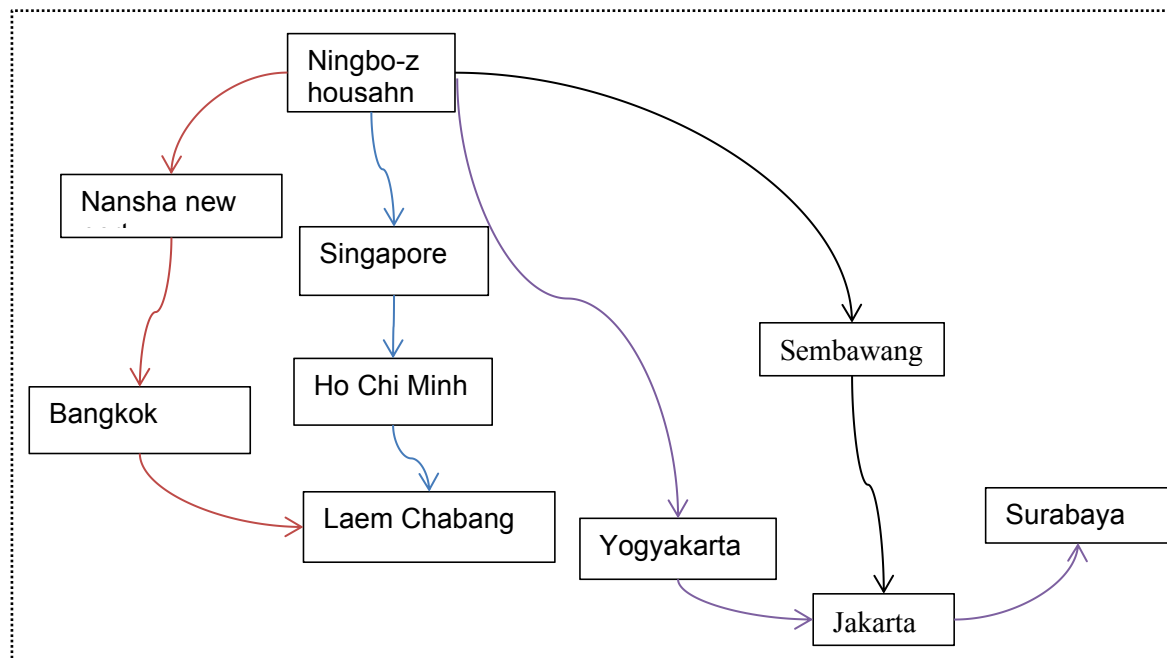 Ningbo-z
housahn
Nansha new
Singapore
Sembawang
Ho Chi Minh
Bangkok
Laem Chabang
Surabaya
Yogyakarta
Jakarta